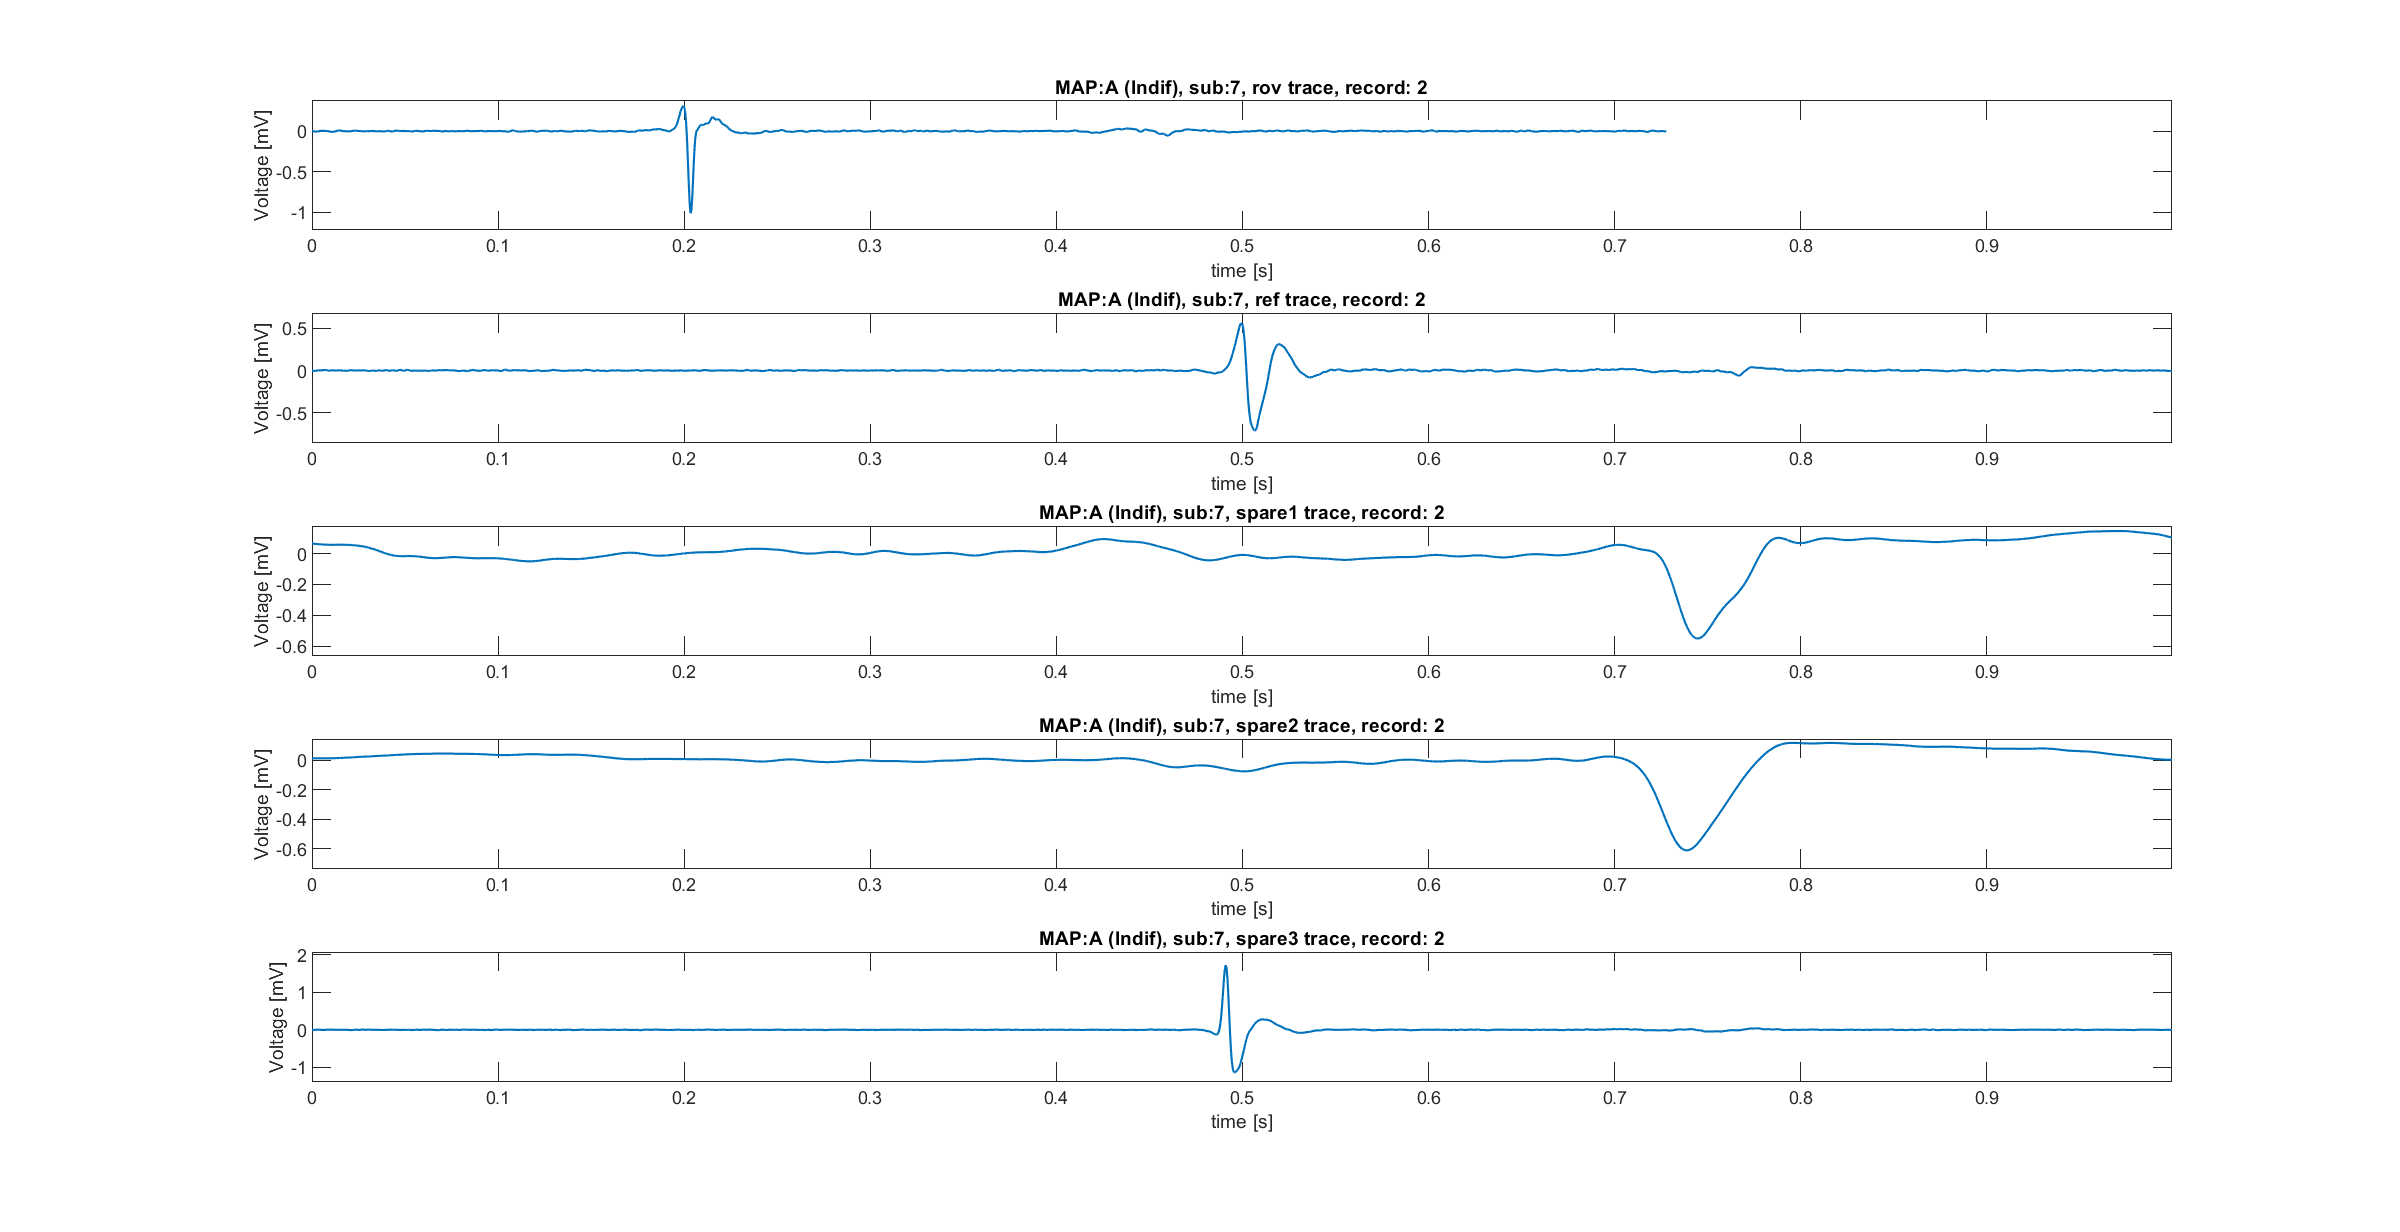 MAP:A (Indif), sub:7, rov trace, record: 2
Voltage [mV]
0
-0.5
-1
0 0.1 0.2 0.3 0.4 0.5 0.6 0.7 0.8 0.9
time [s]
MAP:A (Indif), sub:7, ref trace, record: 2
Voltage [mV]
0.5
0
-0.5
0 0.1 0.2 0.3 0.4 0.5 0.6 0.7 0.8 0.9
time [s]
MAP:A (Indif), sub:7, spare1 trace, record: 2
Voltage [mV]
0
-0.2
-0.4
-0.6
0 0.1 0.2 0.3 0.4 0.5 0.6 0.7 0.8 0.9
time [s]
MAP:A (Indif), sub:7, spare2 trace, record: 2
Voltage [mV]
0
-0.2
-0.4
-0.6
0 0.1 0.2 0.3 0.4 0.5 0.6 0.7 0.8 0.9
time [s]
MAP:A (Indif), sub:7, spare3 trace, record: 2
Voltage [mV]
2
1
0
-1
0 0.1 0.2 0.3 0.4 0.5 0.6 0.7 0.8 0.9
time [s]